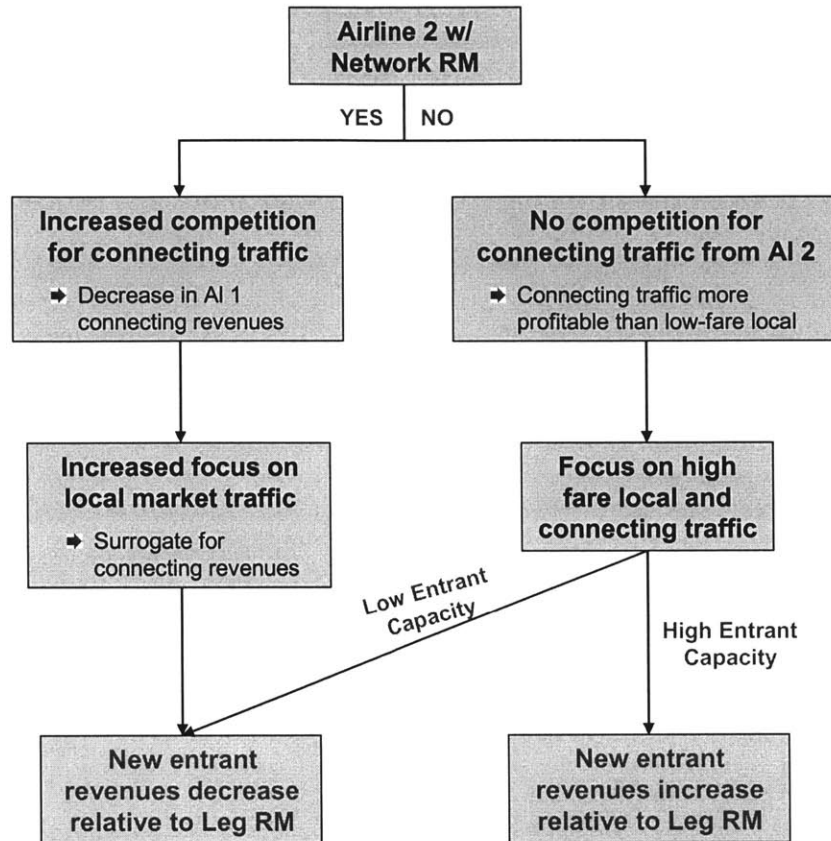 Airline 2 w/
Network RM
YES
NO
Increased competition
for connecting traffic
➡ Decrease in Al 1
connecting revenues
No competition for
connecting traffic from Al 2
➡ Connecting traffic more
profitable than low-fare local
Increased focus on
local market traffic
➡ Surrogate for
connecting revenues
Focus on high
fare local and
connecting traffic
Low Entrant
Capacity
High Entrant
Capacity
New entrant
revenues decrease
relative to Leg RM
New entrant
revenues increase
relative to Leg RM